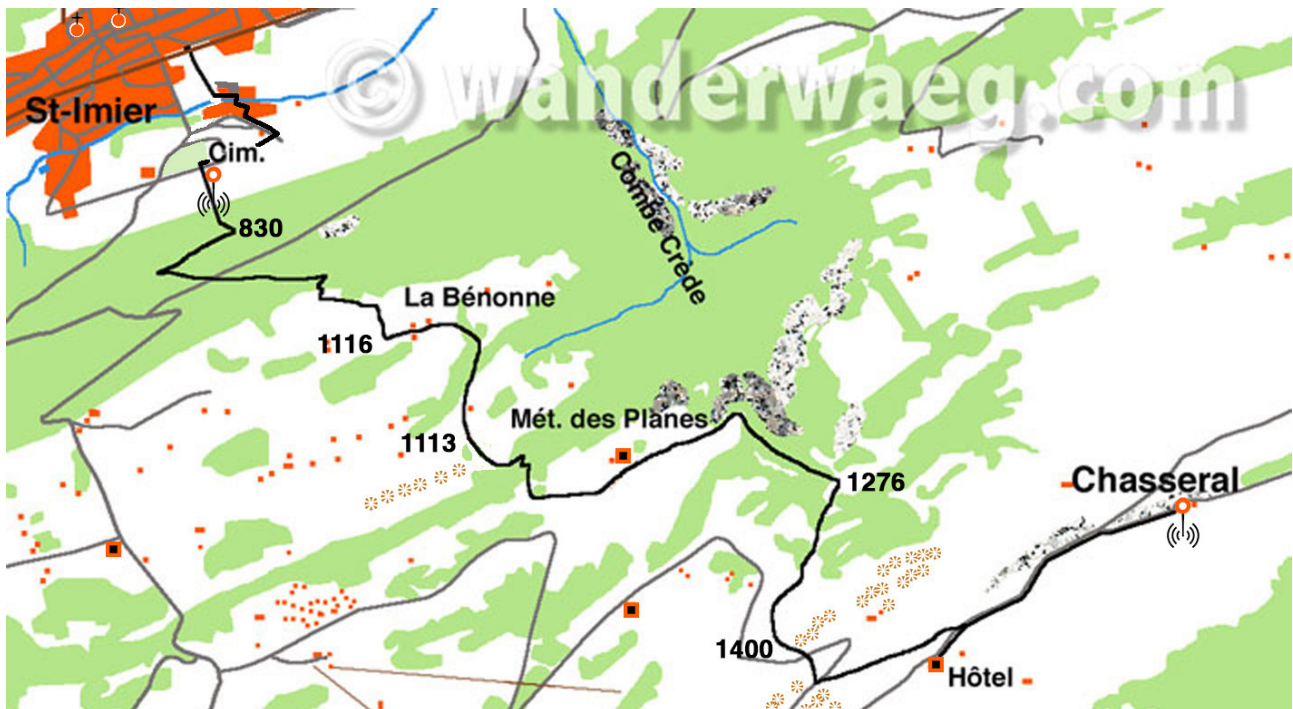 © wanderwaeg.com
St-Imier
Cim.
830
Combe Crède
La Bénonne
1116
Mét. des Planes
1113
1276
Chasseral
1400
Hôtel